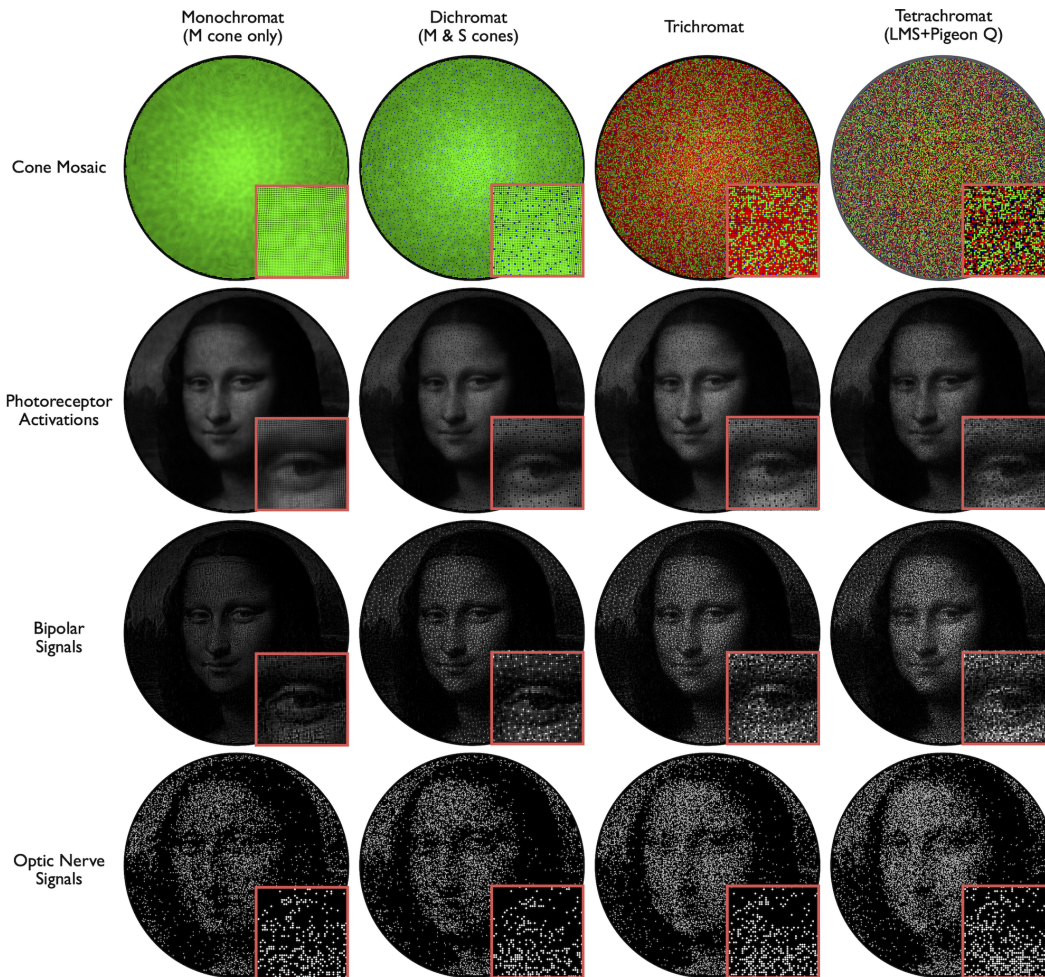 Monochromat
(M cone only)
Dichromat
(M & S cones)
Trichromat
Tetrachromat
(LMS+Pigeon Q)
Cone Mosaic
Photoreceptor
Activations
Bipolar
Signals
Optic Nerve
Signals